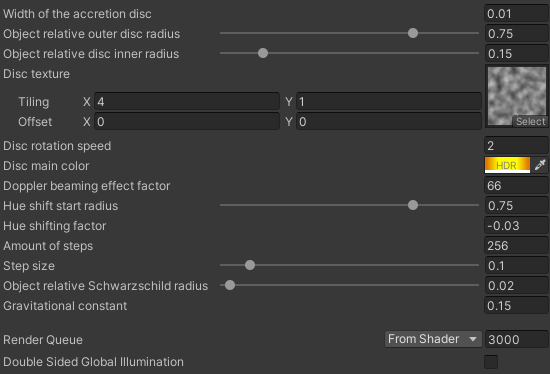 Width of the accretion disc 0.01
Object relative outer disc radius 0.75
Object relative disc inner radius 0.15
Disc texture
Tiling X 4 Y 1
Offset X 0 Y 0
Select
Disc rotation speed 2
Disc main color HDR
Doppler beaming effect factor 66
Hue shift start radius 0.75
Hue shifting factor -0.03
Amount of steps 256
Step size 0.1
Object relative Schwarzschild radius 0.02
Gravitational constant 0.15
Render Queue From Shader 3000
Double Sided Global Illumination